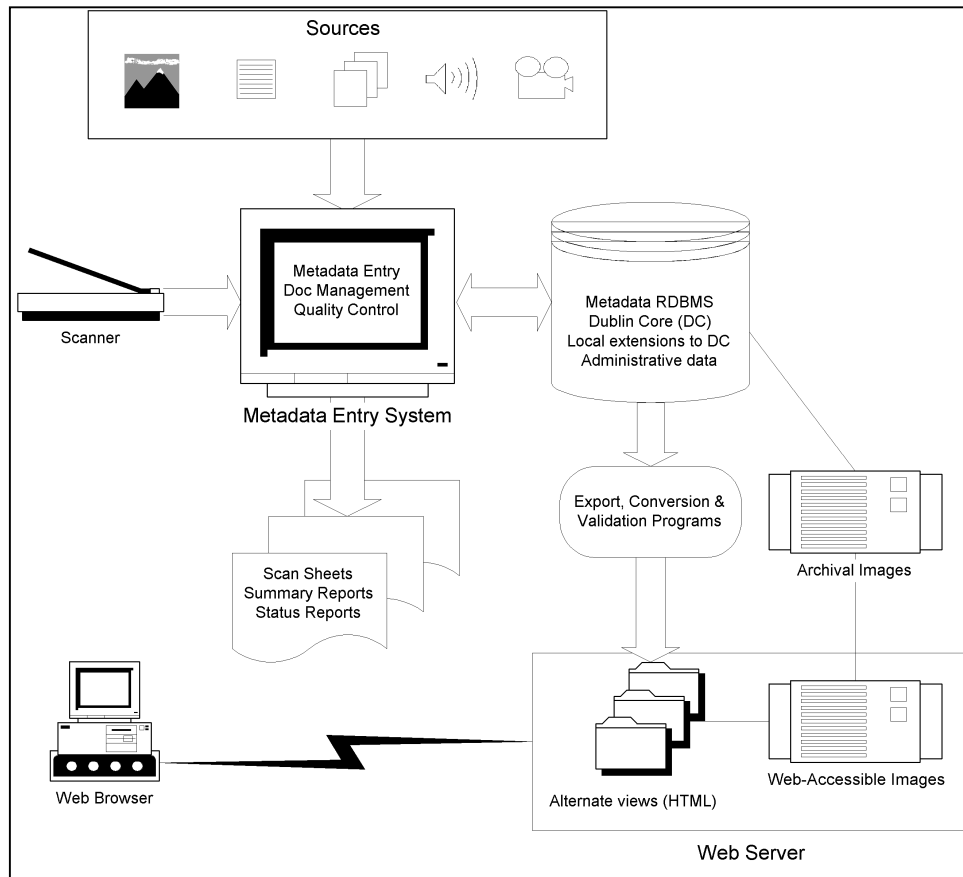 Sources
Metadata Entry
Doc Management
Quality Control
Scanner
Metadata RDBMS
Dublin Core (DC)
Local extensions to DC
Administrative data
Metadata Entry System
Export, Conversion &
Validation Programs
Archival Images
Scan Sheets
Summary Reports
Status Reports
Web Browser
Alternate views (HTML)
Web-Accessible Images
Web Server